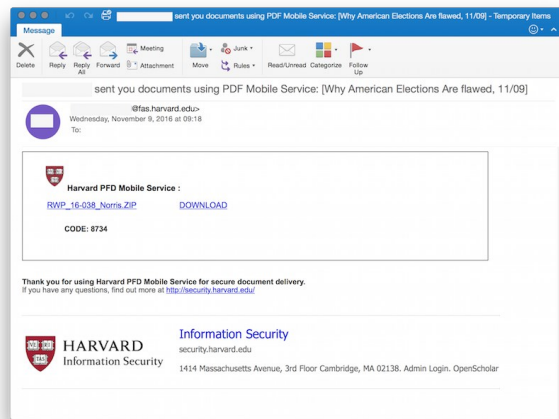 sent you documents using PDF Mobile Service: [Why American Elections Are flawed, 11/09] - Temporary Items
Message
Delete
Reply
Reply All
Forward
Meeting
Attachment
Move
Junk
Rules
Read/Unread
Categorize
Follow Up
sent you documents using PDF Mobile Service: [Why American Elections Are flawed, 11/09]
@fas.harvard.edu>
Wednesday, November 9, 2016 at 09:18
To:
Harvard PFD Mobile Service :
RWP_16-038_Norris.ZIP DOWNLOAD
CODE: 8734
Thank you for using Harvard PFD Mobile Service for secure document delivery.
If you have any questions, find out more at http://security.harvard.edu/
VE RI TAS
HARVARD
Information Security
Information Security
security.harvard.edu
1414 Massachusetts Avenue, 3rd Floor Cambridge, MA 02138. Admin Login. OpenScholar